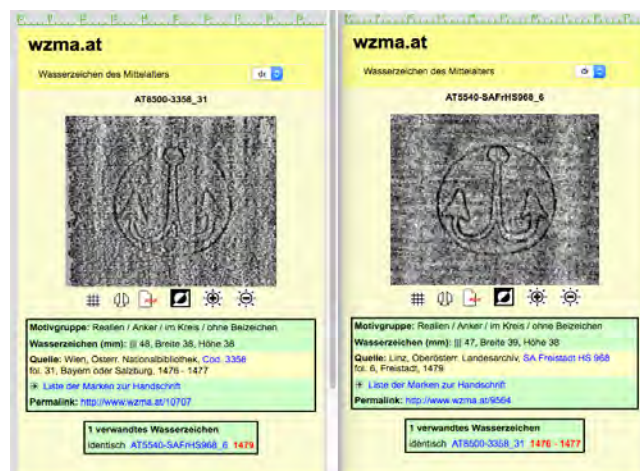 wzma.at
Wasserzeichen des Mittelalters
AT8500-3358_31
Motivgruppe: Realien / Anker / im Kreis / ohne Beizeichen
Wasserzeichen (mm): ||| 48, Breite 38, Höhe 38
Quelle: Wien, Österr. Nationalbibliothek, Cod. 3358
fol. 31, Bayern oder Salzburg, 1476 - 1477
Liste der Marken zur Handschrift
Permalink: http://www.wzma.at/10707
1 verwandtes Wasserzeichen
identisch AT5540-SAFrHS968_6 1479
wzma.at
Wasserzeichen des Mittelalters
AT5540-SAFrHS968_6
Motivgruppe: Realien / Anker / im Kreis / ohne Beizeichen
Wasserzeichen (mm): ||| 47, Breite 39, Höhe 38
Quelle: Linz, Oberösterr. Landesarchiv, SA Freistadt HS 968
fol. 6, Freistadt, 1479
Liste der Marken zur Handschrift
Permalink: http://www.wzma.at/9564
1 verwandtes Wasserzeichen
identisch AT8500-3358_31 1476 - 1477